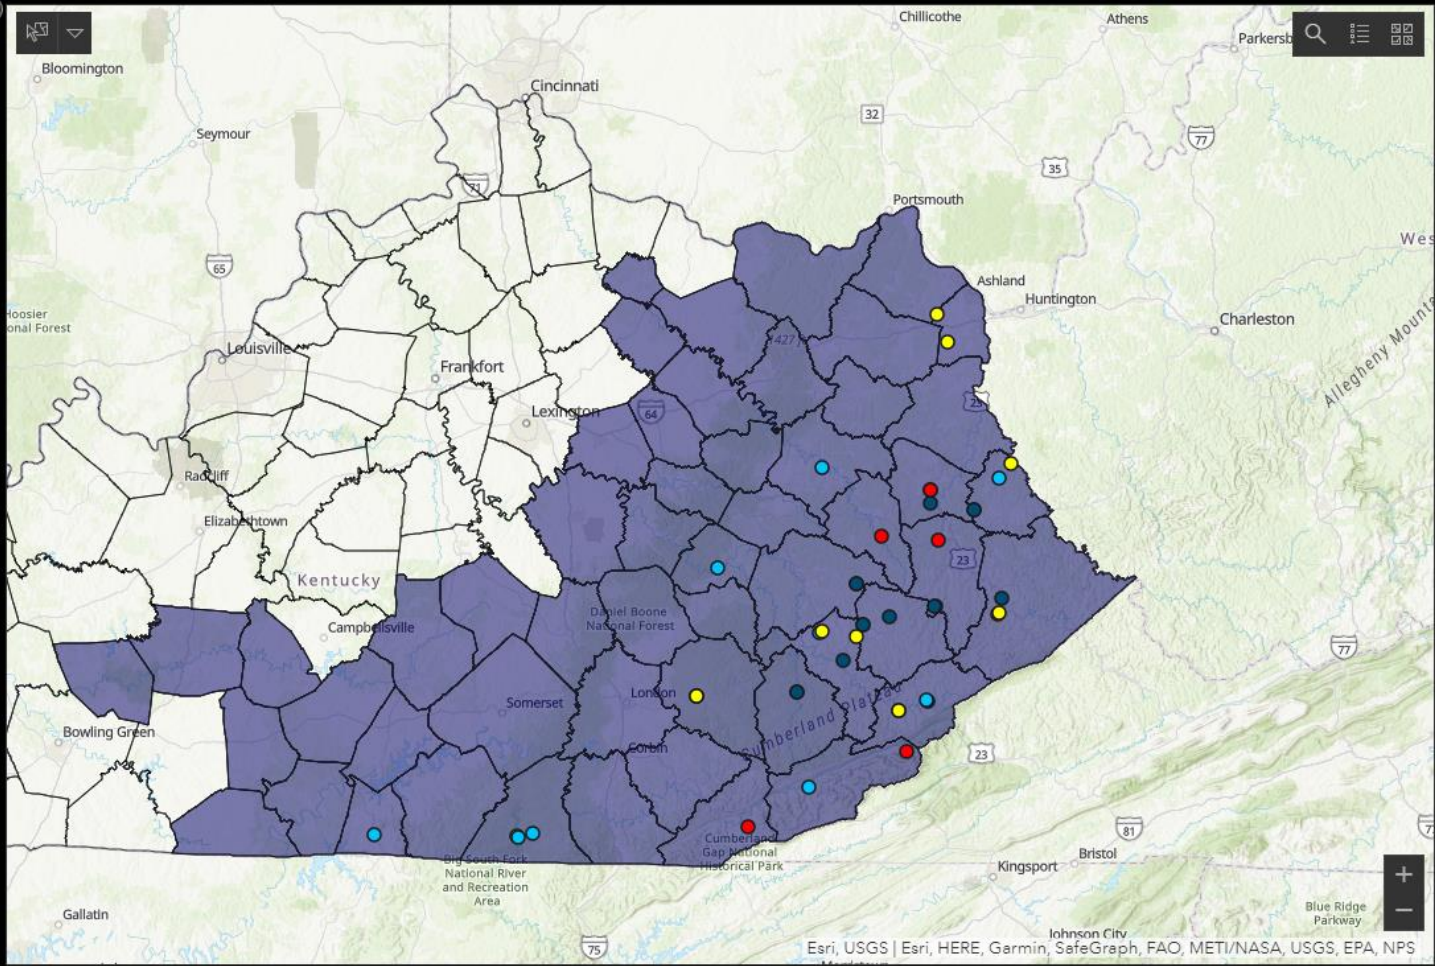 Chillicothe
Athens
Parkersb
Bloomington
Cincinnati
32
Seymour
77
35
71
Portsmouth
Wes
65
Ashland
Huntington
Hoosier
onal Forest
Charleston
Allegheny Mounta
Louisville
(427)
Frankfort
23
Lexington
64
Radcliff
Elizabethtown
23
Kentucky
Daniel Boone
National Forest
Campbellsville
77
London
Somerset
Cumberland Plateau
Bowling Green
Corbin
23
Cumberland
Gap National
Historical Park
81
Bristol
Big South Fork
National River
and Recreation
Area
Kingsport
Gallatin
Blue Ridge
Parkway
75
Johnson City
Esri, USGS | Esri, HERE, Garmin, SafeGraph, FAO, METI/NASA, USGS, EPA, NPS